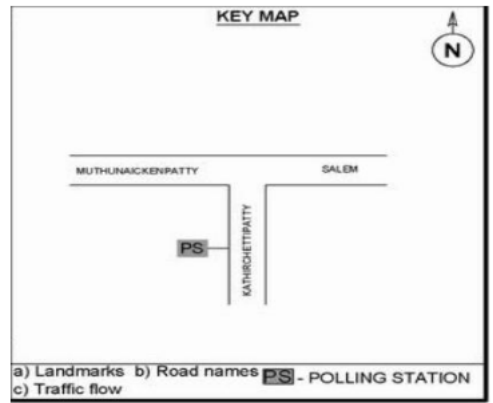 KEY MAP
N
MUTHUNAICKENPATTY
SALEM
PS
KATHIRCHETTIPATTY
a) Landmarks b) Road names PS - POLLING STATION
c) Traffic flow